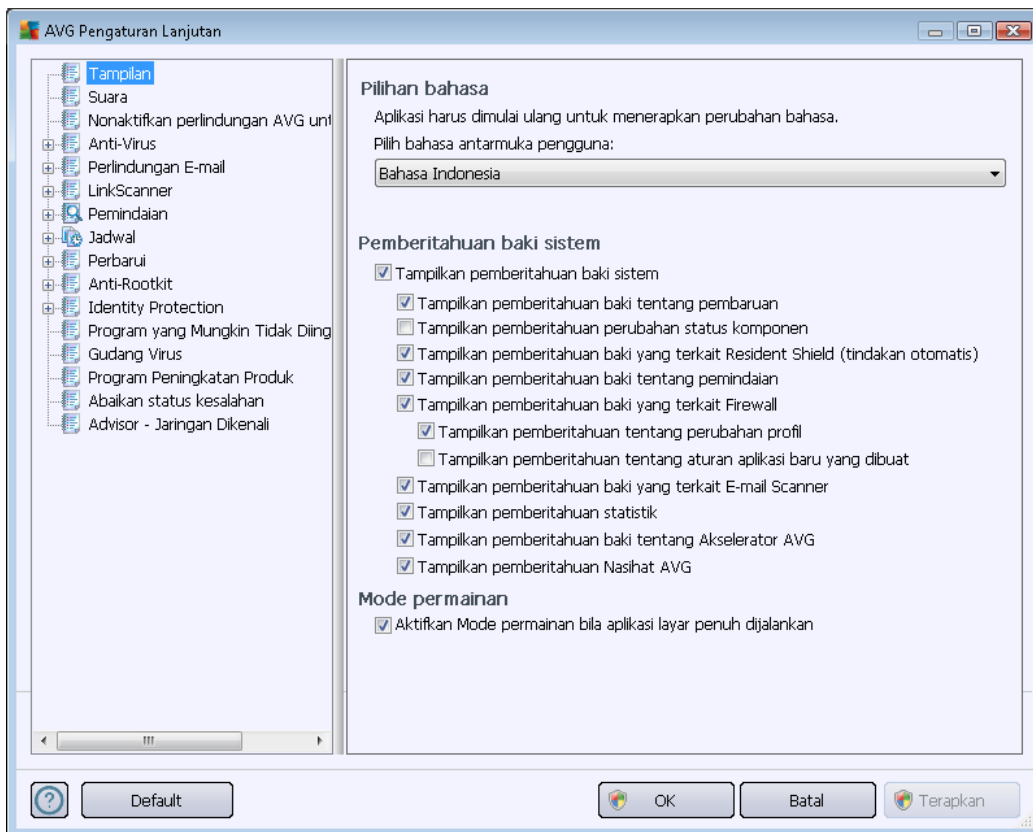 AVG Pengaturan Lanjutan
Tampilan
Suara
Nonaktifkan perlindungan AVG unt
Anti-Virus
Perlindungan E-mail
LinkScanner
Pemindaian
Jadwal
Perbarui
Anti-Rootkit
Identity Protection
Program yang Mungkin Tidak Diing
Gudang Virus
Program Peningkatan Produk
Abaikan status kesalahan
Advisor - Jaringan Dikenali
Pilihan bahasa
Aplikasi harus dimulai ulang untuk menerapkan perubahan bahasa.
Pilih bahasa antarmuka pengguna:
Bahasa Indonesia
Pemberitahuan baki sistem
Tampilkan pemberitahuan baki sistem
Tampilkan pemberitahuan baki tentang pembaruan
Tampilkan pemberitahuan perubahan status komponen
Tampilkan pemberitahuan baki yang terkait Resident Shield (tindakan otomatis)
Tampilkan pemberitahuan baki tentang pemindaian
Tampilkan pemberitahuan baki yang terkait Firewall
Tampilkan pemberitahuan tentang perubahan profil
Tampilkan pemberitahuan tentang aturan aplikasi baru yang dibuat
Tampilkan pemberitahuan baki yang terkait E-mail Scanner
Tampilkan pemberitahuan statistik
Tampilkan pemberitahuan baki tentang Akselerator AVG
Tampilkan pemberitahuan Nasihat AVG
Mode permainan
Aktifkan Mode permainan bila aplikasi layar penuh dijalankan
Default
OK
Batal
Terapkan